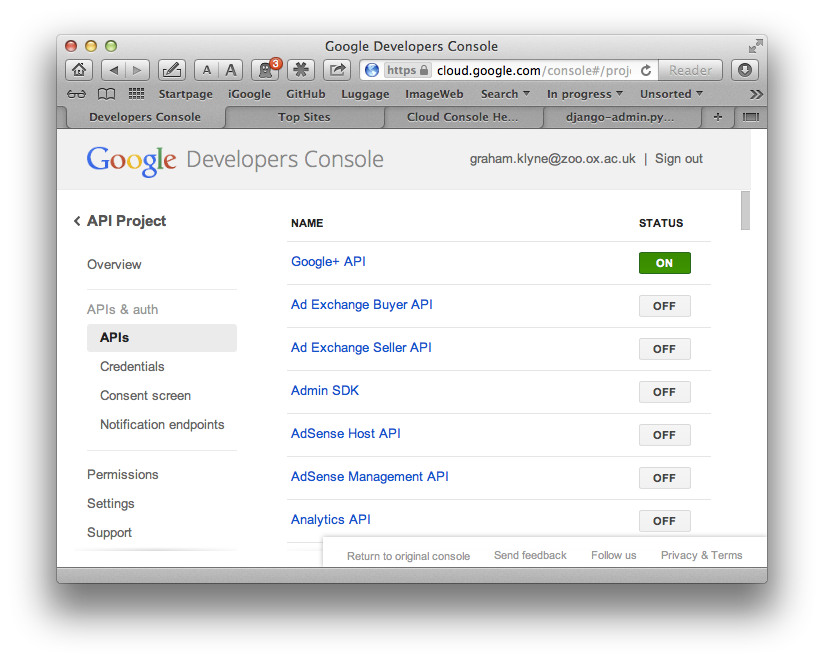 Google Developers Console
A A 3 https cloud.google.com/console#/proj Reader
Startpage iGoogle GitHub Luggage ImageWeb Search In progress Unsorted
Developers Console Top Sites Cloud Console He... django-admin.py... +
Google Developers Console graham.klyne@zoo.ox.ac.uk | Sign out
API Project
Overview
APIs & auth
APIs
Credentials
Consent screen
Notification endpoints
Permissions
Settings
Support
NAME STATUS
Google+ API ON
Ad Exchange Buyer API OFF
Ad Exchange Seller API OFF
Admin SDK OFF
AdSense Host API OFF
AdSense Management API OFF
Analytics API OFF
Return to original console Send feedback Follow us Privacy & Terms